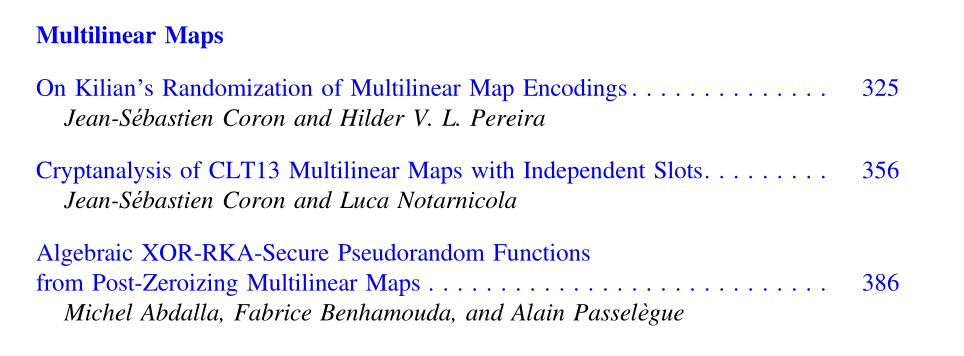 Multilinear Maps
On Kilian's Randomization of Multilinear Map Encodings. . . . . . . . . . . . . . 325
Jean-Sébastien Coron and Hilder V. L. Pereira
Cryptanalysis of CLT13 Multilinear Maps with Independent Slots. . . . . . . . . 356
Jean-Sébastien Coron and Luca Notarnicola
Algebraic XOR-RKA-Secure Pseudorandom Functions
from Post-Zeroizing Multilinear Maps . . . . . . . . . . . . . . . . . . . . . . . . . . . . 386
Michel Abdalla, Fabrice Benhamouda, and Alain Passelègue